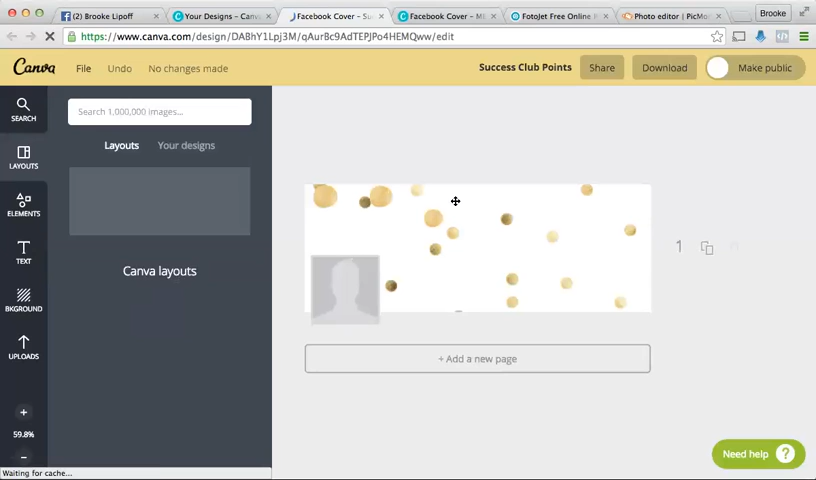 (2) Brooke Lipoff
Your Designs – Canva
Facebook Cover – Su
Facebook Cover – M
FotoJet Free Online
Photo editor | PicMo
Brooke
https://www.canva.com/design/DABhY1Lpj3M/qAurBc9AdTEPJPo4HEMQww/edit
Canva
File
Undo
No changes made
Success Club Points
Share
Download
Make public
Search 1,000,000 images...
SEARCH
Layouts
Your designs
LAYOUTS
ELEMENTS
Canva layouts
TEXT
1
BKGROUND
UPLOADS
+ Add a new page
+
59.8%
–
Need help ?
Waiting for cache...